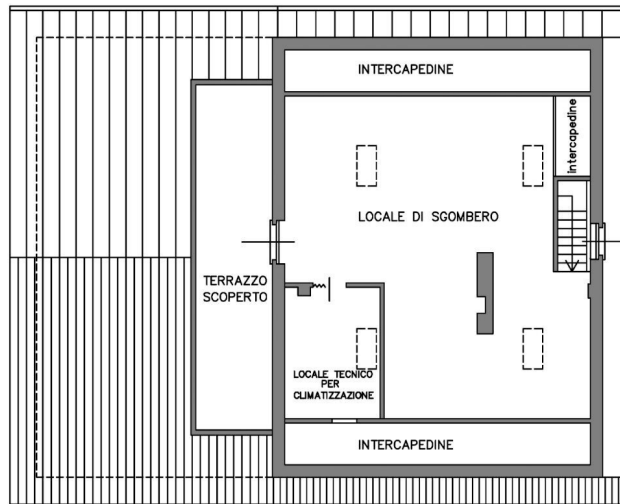 INTERCAPEDINE
intercapedine
LOCALE DI SGOMBERO
TERRAZZO
SCOPERTO
LOCALE TECNICO
PER
CLIMATIZZAZIONE
INTERCAPEDINE